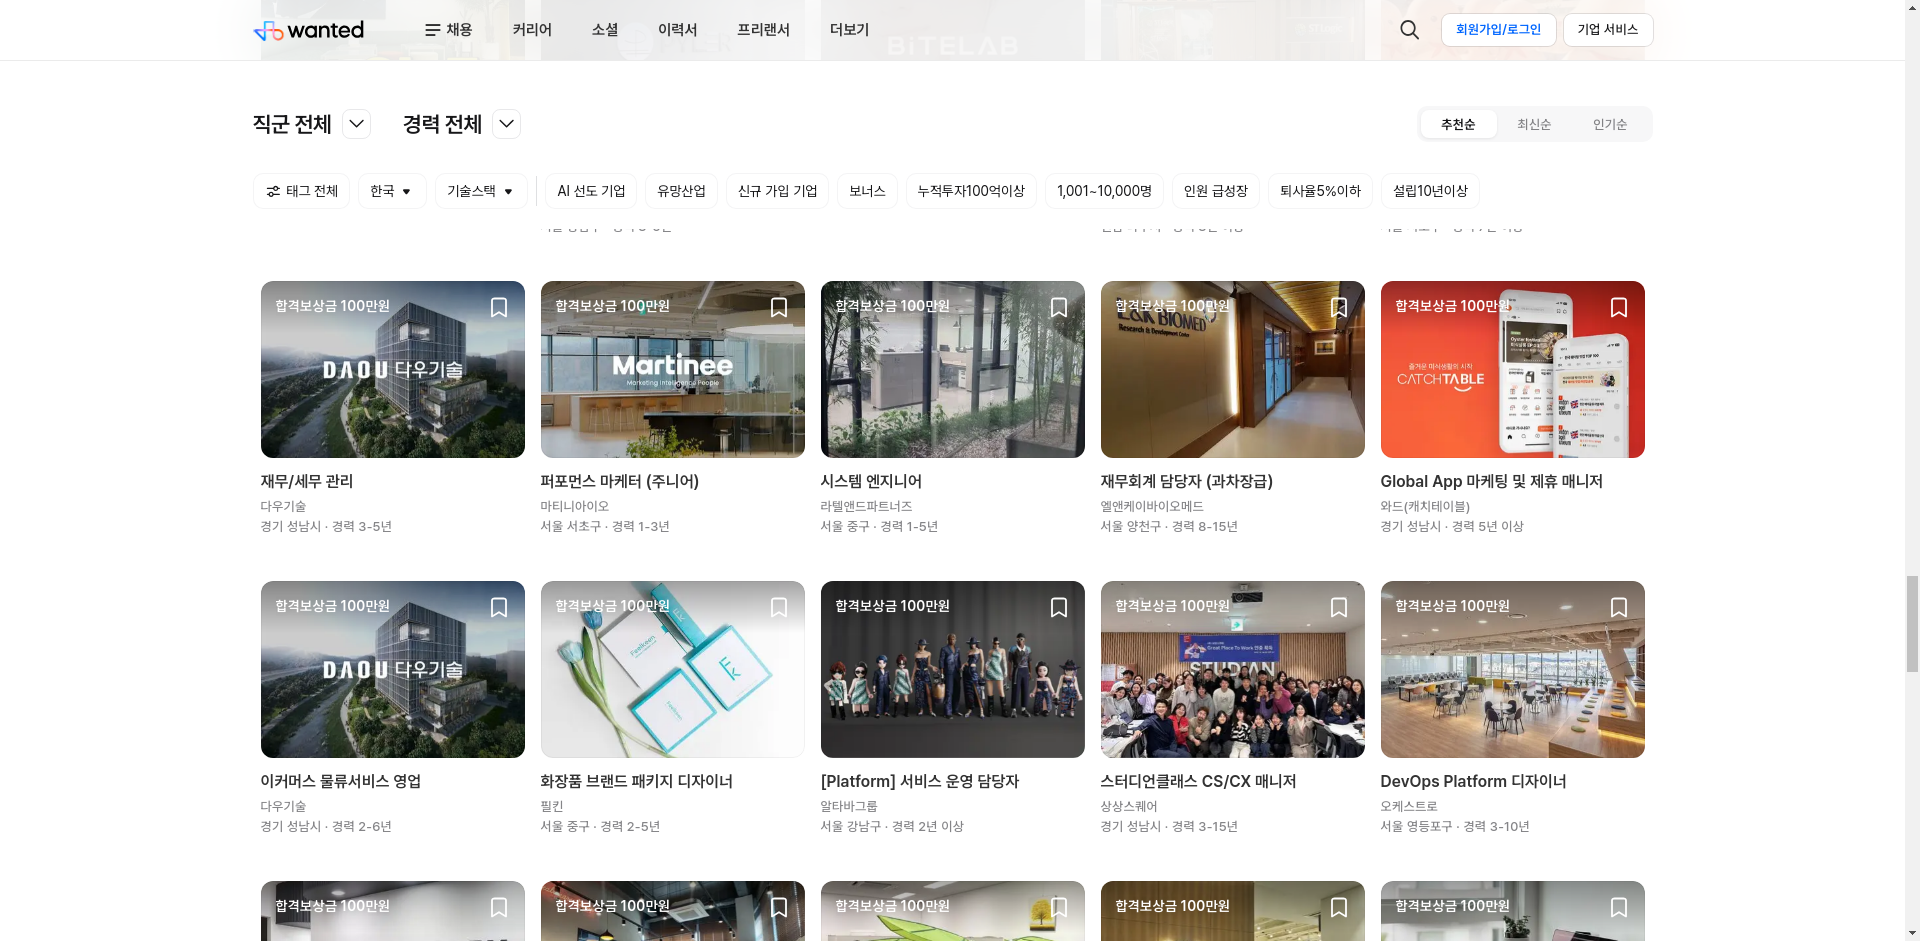 wanted
채용
커리어
소셜
이력서
프리랜서
더보기
회원가입/로그인
기업 서비스
BiTELAB
직군 전체
경력 전체
추천순
최신순
인기순
태그 전체
한국
기술스택
AI 선도 기업
유망산업
신규 가입 기업
보너스
누적투자100억이상
1,001~10,000명
인원 급성장
퇴사율5%이하
설립10년이상
합격보상금 100만원
DAOU 다우기술
합격보상금 100만원
Martinee
Marketing Intelligence People
합격보상금 100만원
합격보상금 100만원
L&K BIOMED
Research & Development Center
합격보상금 100만원
즐거운 미식생활의 시작
CATCHTABLE
재무/세무 관리
다우기술
경기 성남시 · 경력 3-5년
퍼포먼스 마케터 (주니어)
마티니아이오
서울 서초구 · 경력 1-3년
시스템 엔지니어
라텔앤드파트너즈
서울 중구 · 경력 1-5년
재무회계 담당자 (과차장급)
엘앤케이바이오메드
서울 양천구 · 경력 8-15년
Global App 마케팅 및 제휴 매니저
와드(캐치테이블)
경기 성남시 · 경력 5년 이상
합격보상금 100만원
DAOU 다우기술
합격보상금 100만원
Feelkeen
합격보상금 100만원
합격보상금 100만원
Great Place To Work
STUDIAN
합격보상금 100만원
이커머스 물류서비스 영업
다우기술
경기 성남시 · 경력 2-6년
화장품 브랜드 패키지 디자이너
필킨
서울 중구 · 경력 2-5년
[Platform] 서비스 운영 담당자
알타바그룹
서울 강남구 · 경력 2년 이상
스터디언클래스 CS/CX 매니저
상상스퀘어
경기 성남시 · 경력 3-15년
DevOps Platform 디자이너
오케스트로
서울 영등포구 · 경력 3-10년
합격보상금 100만원
합격보상금 100만원
합격보상금 100만원
합격보상금 100만원
합격보상금 100만원